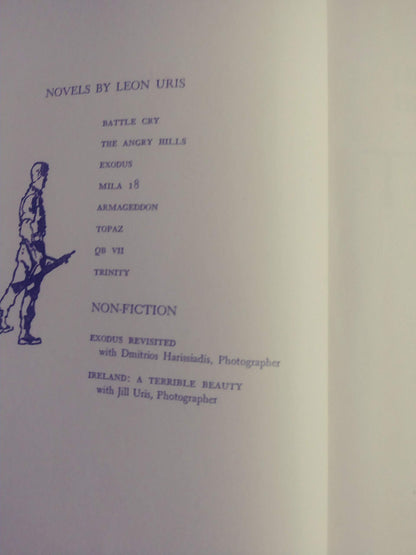 NOVELS BY LEON URIS
BATTLE CRY
THE ANGRY HILLS
EXODUS
MILA 18
ARMAGEDDON
TOPAZ
QB VII
TRINITY
NON-FICTION
EXODUS REVISITED
with Dmitrios Harissiadis, Photographer
IRELAND: A TERRIBLE BEAUTY
with Jill Uris, Photographer